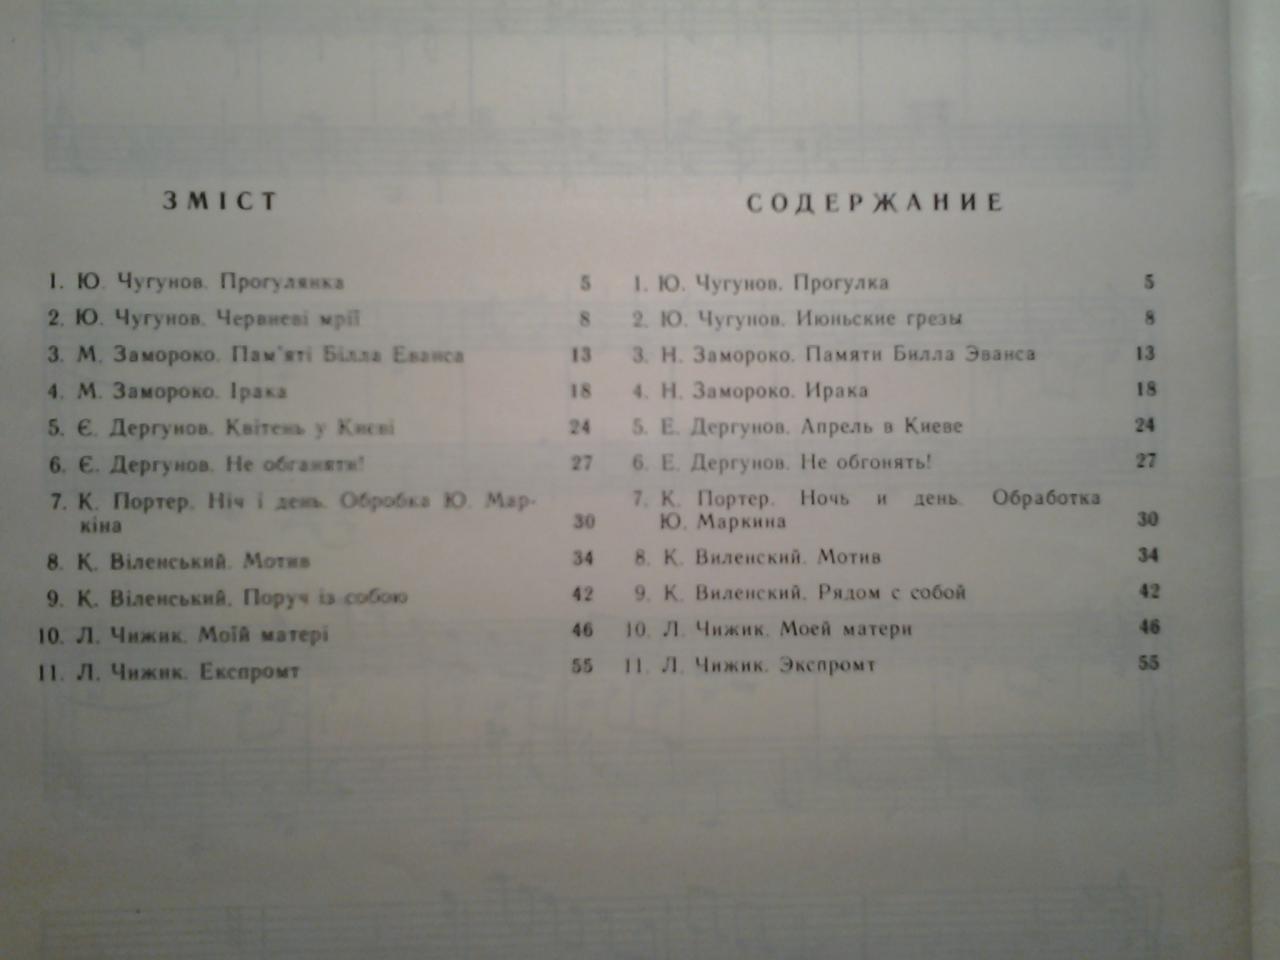 ЗМІСТ
1. Ю. Чугунов. Прогулянка 5
2. Ю. Чугунов. Червневі мрії 8
3. М. Замороко. Пам'яті Білла Еванса 13
4. М. Замороко. Ірака 18
5. Є. Дергунов. Квітень у Києві 24
6. Є. Дергунов. Не обганяти! 27
7. К. Портер. Ніч і день. Обробка Ю. Мар-
кіна 30
8. К. Віленський. Мотив 34
9. К. Віленський. Поруч із собою 42
10. Л. Чижик. Моїй матері 46
11. Л. Чижик. Експромт 55
СОДЕРЖАНИЕ
1. Ю. Чугунов. Прогулка 5
2. Ю. Чугунов. Июньские грезы 8
3. Н. Замороко. Памяти Билла Эванса 13
4. Н. Замороко. Ирака 18
5. Е. Дергунов. Апрель в Киеве 24
6. Е. Дергунов. Не обгонять! 27
7. К. Портер. Ночь и день. Обработка
Ю. Маркина 30
8. К. Виленский. Мотив 34
9. К. Виленский. Рядом с собой 42
10. Л. Чижик. Моей матери 46
11. Л. Чижик. Экспромт 55